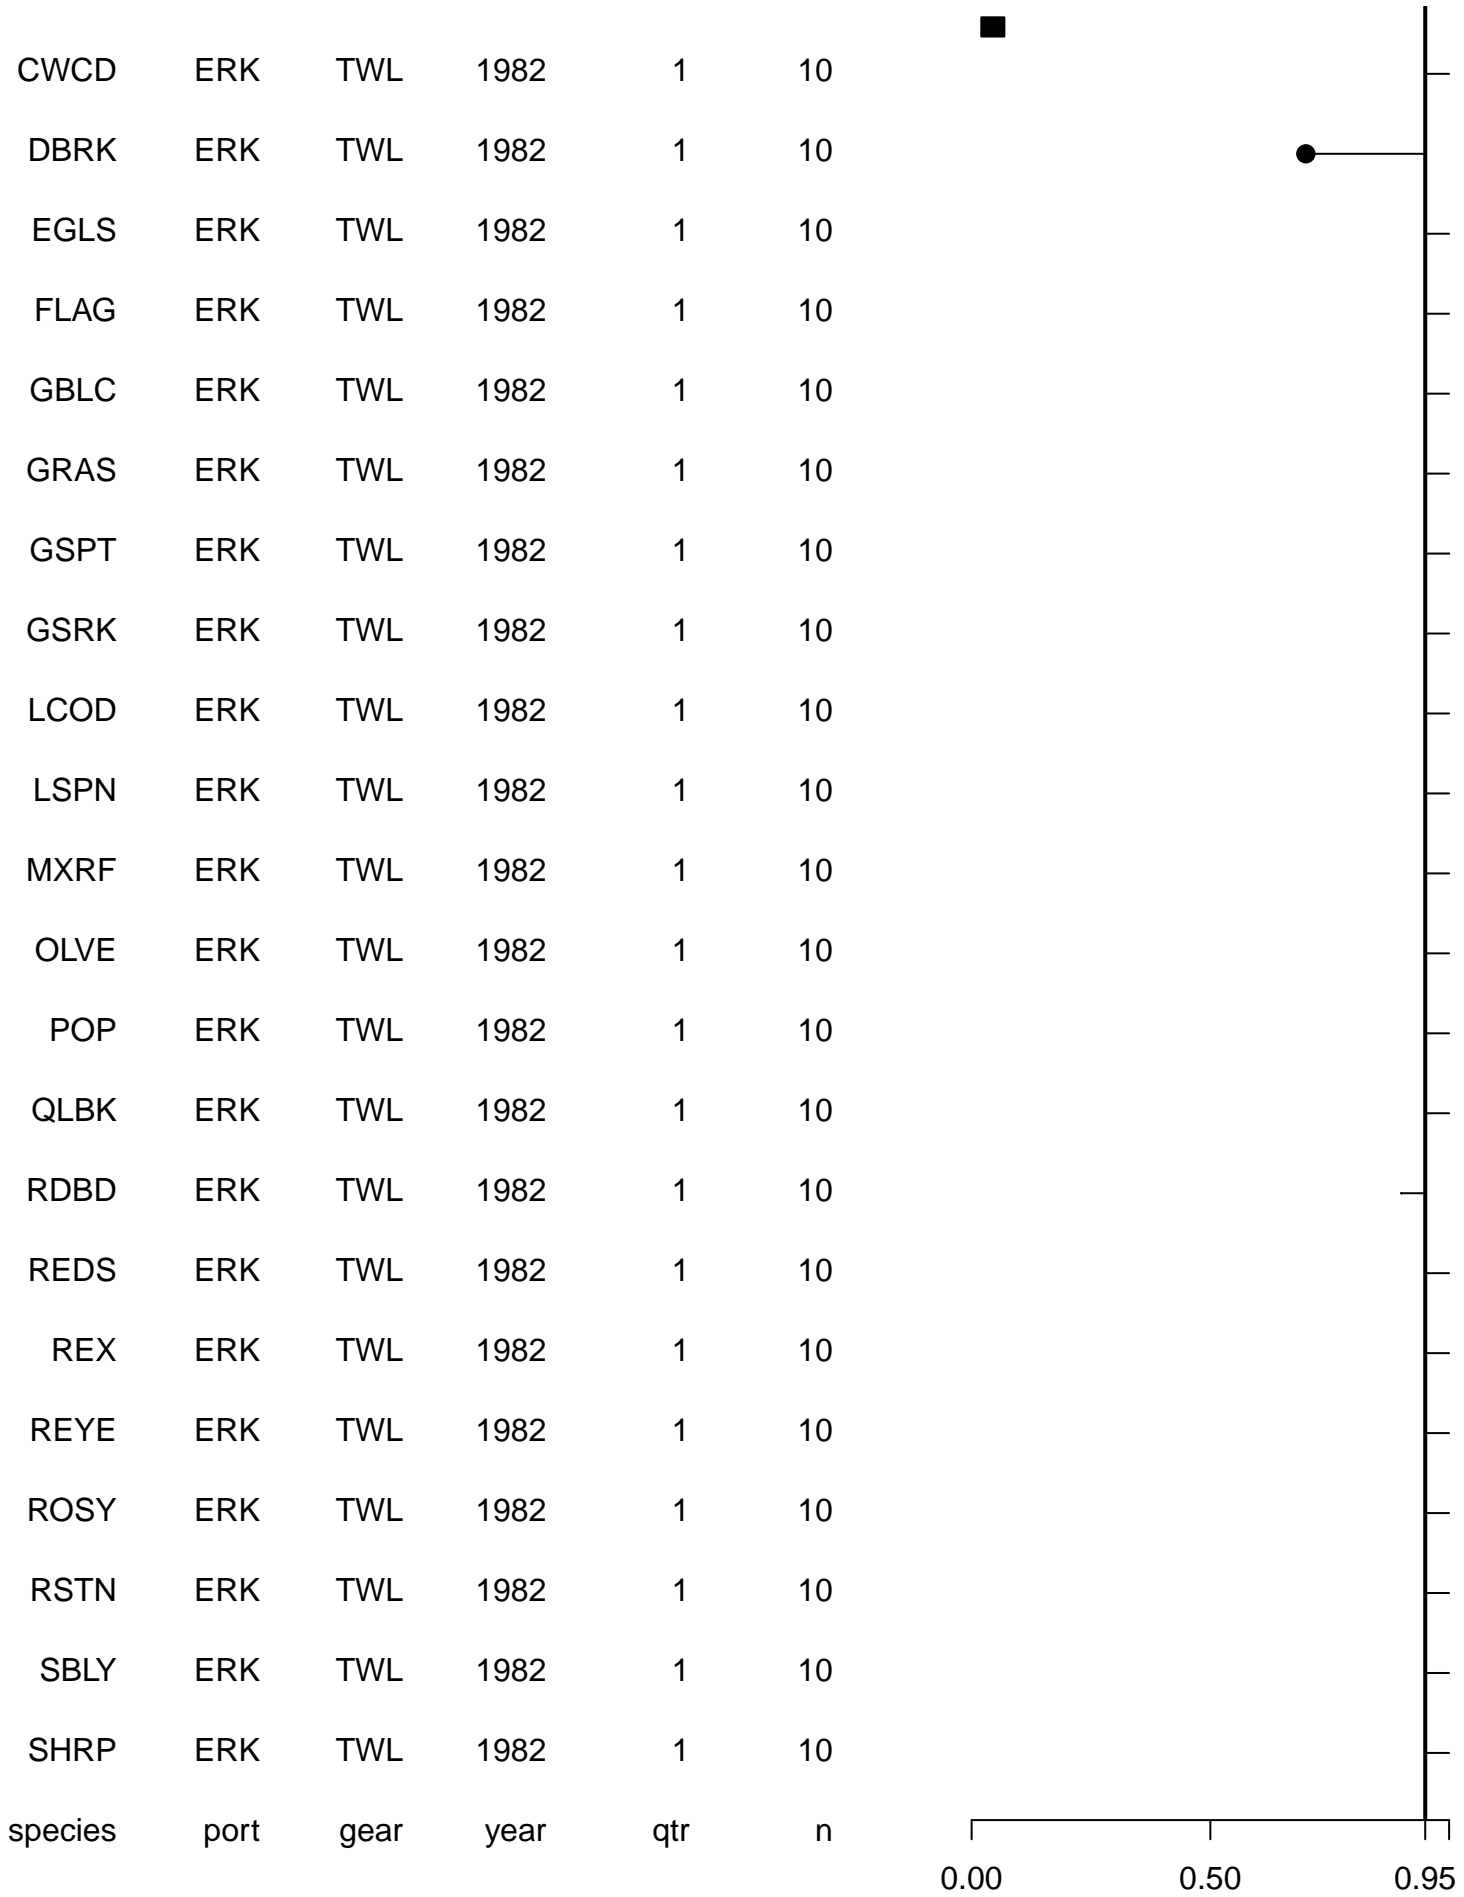 CWCD ERK TWL 1982 1 10
DBRK ERK TWL 1982 1 10
EGLS ERK TWL 1982 1 10
FLAG ERK TWL 1982 1 10
GBLC ERK TWL 1982 1 10
GRAS ERK TWL 1982 1 10
GSPT ERK TWL 1982 1 10
GSRK ERK TWL 1982 1 10
LCOD ERK TWL 1982 1 10
LSPN ERK TWL 1982 1 10
MXRF ERK TWL 1982 1 10
OLVE ERK TWL 1982 1 10
POP ERK TWL 1982 1 10
QLBK ERK TWL 1982 1 10
RDBD ERK TWL 1982 1 10
REDS ERK TWL 1982 1 10
REX ERK TWL 1982 1 10
REYE ERK TWL 1982 1 10
ROSY ERK TWL 1982 1 10
RSTN ERK TWL 1982 1 10
SBLY ERK TWL 1982 1 10
SHRP ERK TWL 1982 1 10
species port gear year qtr n
0.00 0.50 0.95